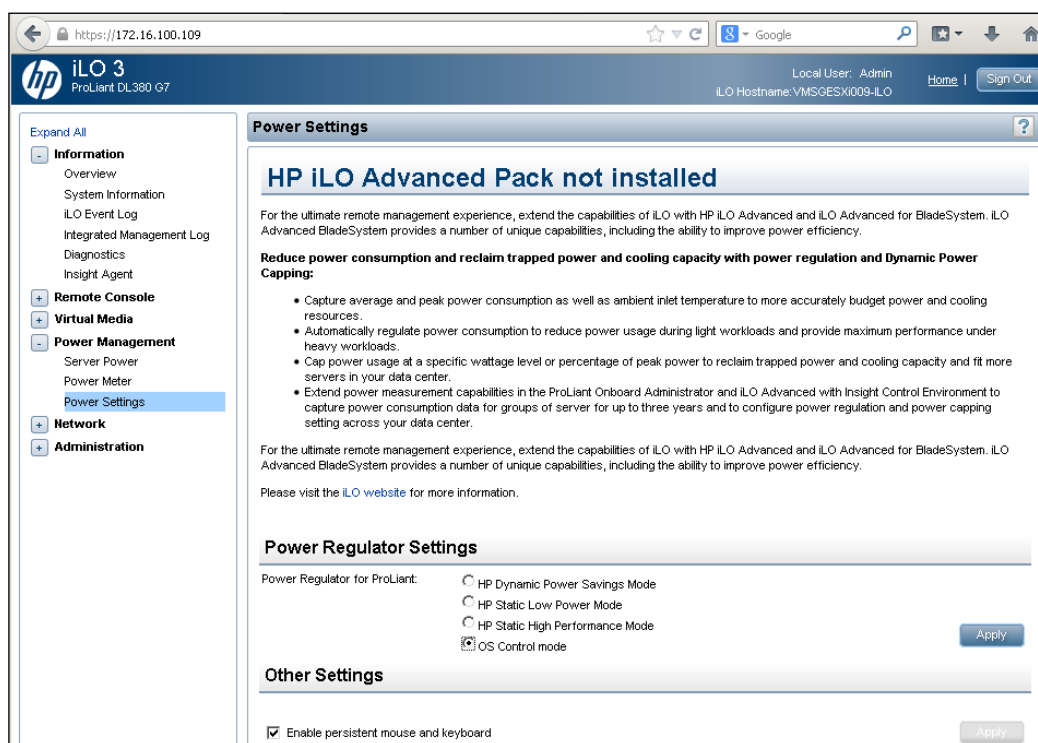 https://172.16.100.109
Google
hp
iLO 3
ProLiant DL380 G7
Local User: Admin
iLO Hostname:VMSGESXi009-ILO
Home |
Sign Out
Expand All
Information
Overview
System Information
iLO Event Log
Integrated Management Log
Diagnostics
Insight Agent
Remote Console
Virtual Media
Power Management
Server Power
Power Meter
Power Settings
Network
Administration
Power Settings
?
HP iLO Advanced Pack not installed
For the ultimate remote management experience, extend the capabilities of iLO with HP iLO Advanced and iLO Advanced for BladeSystem. iLO
Advanced BladeSystem provides a number of unique capabilities, including the ability to improve power efficiency.
Reduce power consumption and reclaim trapped power and cooling capacity with power regulation and Dynamic Power
Capping:
• Capture average and peak power consumption as well as ambient inlet temperature to more accurately budget power and cooling
resources.
• Automatically regulate power consumption to reduce power usage during light workloads and provide maximum performance under
heavy workloads.
• Cap power usage at a specific wattage level or percentage of peak power to reclaim trapped power and cooling capacity and fit more
servers in your data center.
• Extend power measurement capabilities in the ProLiant Onboard Administrator and iLO Advanced with Insight Control Environment to
capture power consumption data for groups of server for up to three years and to configure power regulation and power capping
setting across your data center.
For the ultimate remote management experience, extend the capabilities of iLO with HP iLO Advanced and iLO Advanced for BladeSystem. iLO
Advanced BladeSystem provides a number of unique capabilities, including the ability to improve power efficiency.
Please visit the iLO website for more information.
Power Regulator Settings
Power Regulator for ProLiant:
HP Dynamic Power Savings Mode
HP Static Low Power Mode
HP Static High Performance Mode
OS Control mode
Apply
Other Settings
Enable persistent mouse and keyboard
Apply